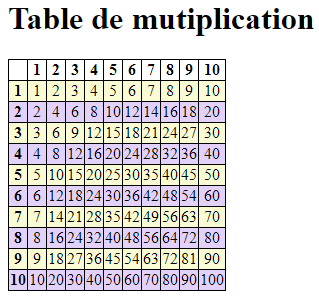 Table de mutiplication
1 2 3 4 5 6 7 8 9 10
1 1 2 3 4 5 6 7 8 9 10
2 2 4 6 8 10 12 14 16 18 20
3 3 6 9 12 15 18 21 24 27 30
4 4 8 12 16 20 24 28 32 36 40
5 5 10 15 20 25 30 35 40 45 50
6 6 12 18 24 30 36 42 48 54 60
7 7 14 21 28 35 42 49 56 63 70
8 8 16 24 32 40 48 56 64 72 80
9 9 18 27 36 45 54 63 72 81 90
10 10 20 30 40 50 60 70 80 90 100